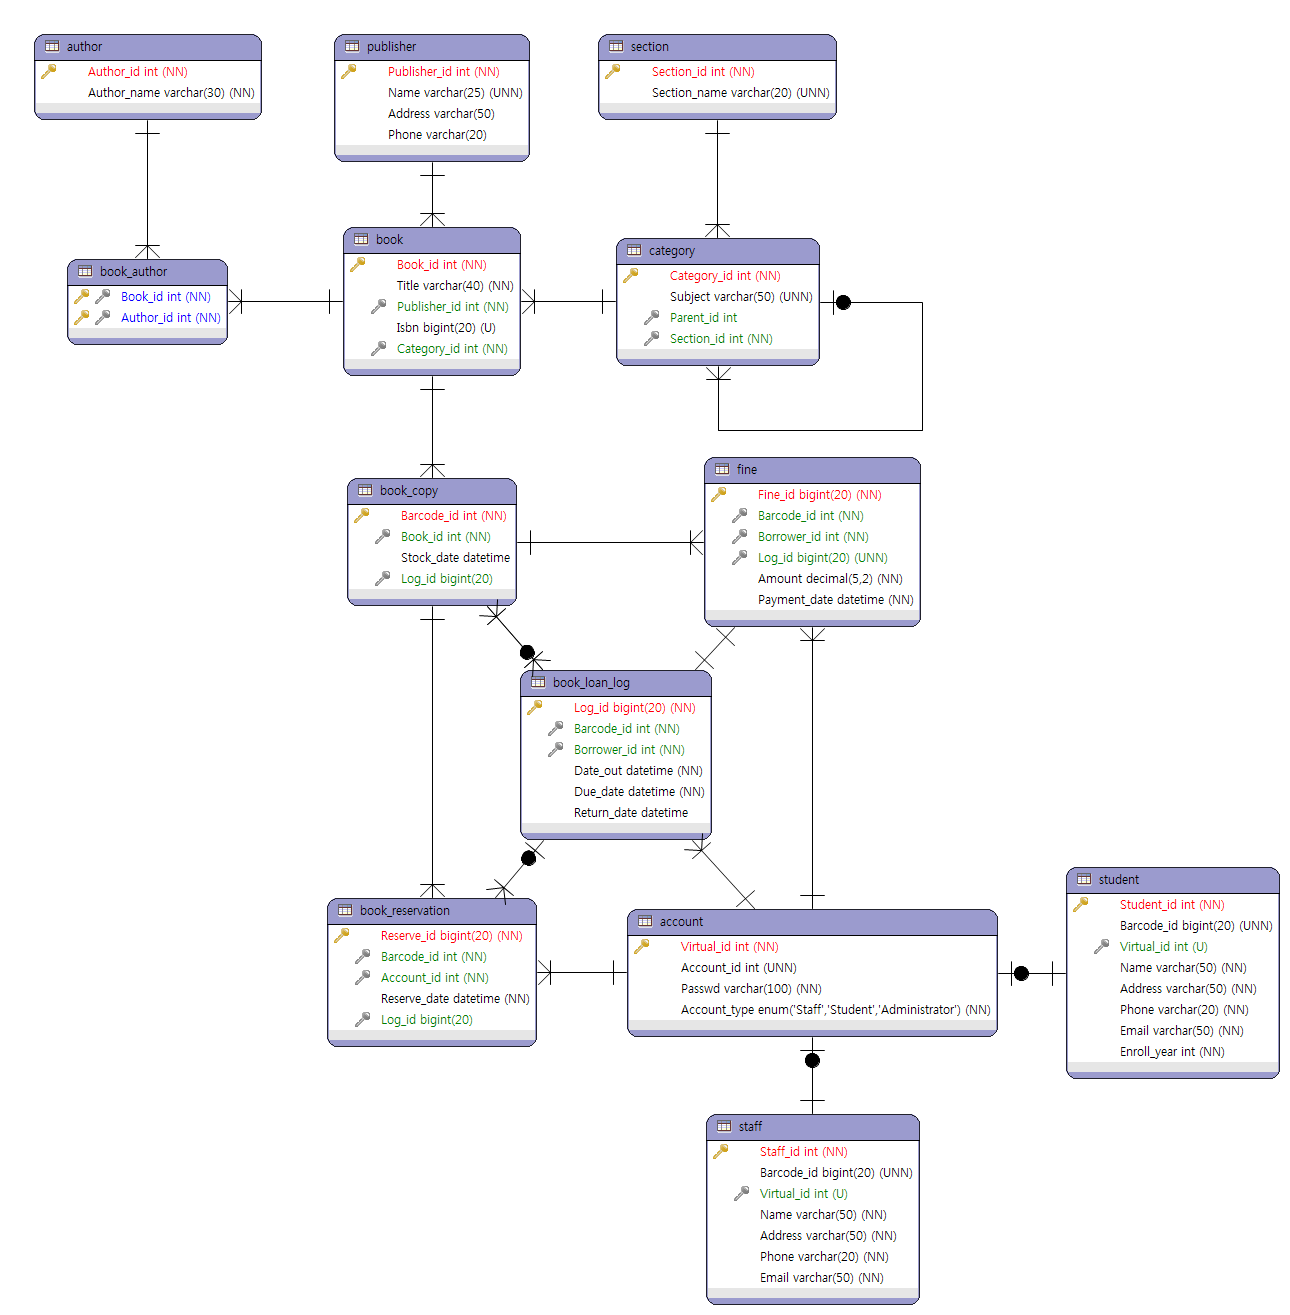 author
Author_id int (NN)
Author_name varchar(30) (NN)
publisher
Publisher_id int (NN)
Name varchar(25) (UNN)
Address varchar(50)
Phone varchar(20)
section
Section_id int (NN)
Section_name varchar(20) (UNN)
book_author
Book_id int (NN)
Author_id int (NN)
book
Book_id int (NN)
Title varchar(40) (NN)
Publisher_id int (NN)
Isbn bigint(20) (U)
Category_id int (NN)
category
Category_id int (NN)
Subject varchar(50) (UNN)
Parent_id int
Section_id int (NN)
book_copy
Barcode_id int (NN)
Book_id int (NN)
Stock_date datetime
Log_id bigint(20)
fine
Fine_id bigint(20) (NN)
Barcode_id int (NN)
Borrower_id int (NN)
Log_id bigint(20) (UNN)
Amount decimal(5,2) (NN)
Payment_date datetime (NN)
book_loan_log
Log_id bigint(20) (NN)
Barcode_id int (NN)
Borrower_id int (NN)
Date_out datetime (NN)
Due_date datetime (NN)
Return_date datetime
book_reservation
Reserve_id bigint(20) (NN)
Barcode_id int (NN)
Account_id int (NN)
Reserve_date datetime (NN)
Log_id bigint(20)
account
Virtual_id int (NN)
Account_id int (UNN)
Passwd varchar(100) (NN)
Account_type enum('Staff','Student','Administrator') (NN)
student
Student_id int (NN)
Barcode_id bigint(20) (UNN)
Virtual_id int (U)
Name varchar(50) (NN)
Address varchar(50) (NN)
Phone varchar(20) (NN)
Email varchar(50) (NN)
Enroll_year int (NN)
staff
Staff_id int (NN)
Barcode_id bigint(20) (UNN)
Virtual_id int (U)
Name varchar(50) (NN)
Address varchar(50) (NN)
Phone varchar(20) (NN)
Email varchar(50) (NN)